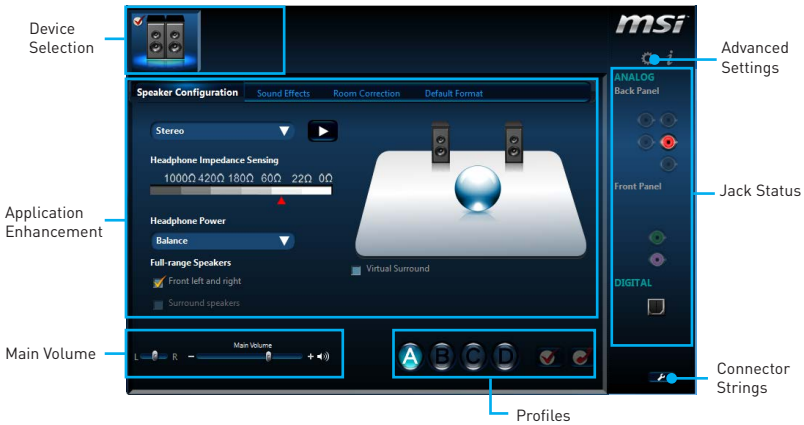 Device
Selection
msi
Advanced
Settings
ANALOG
Back Panel
Speaker Configuration
Sound Effects
Room Correction
Default Format
Stereo
Headphone Impedance Sensing
1000Ω 420Ω 180Ω 60Ω 22Ω 0Ω
Front Panel
Jack Status
Application
Enhancement
Headphone Power
Balance
Full-range Speakers
Virtual Surround
Front left and right
Surround speakers
DIGITAL
Main Volume
Main Volume
L R - +
A B C D
Connector
Strings
Profiles